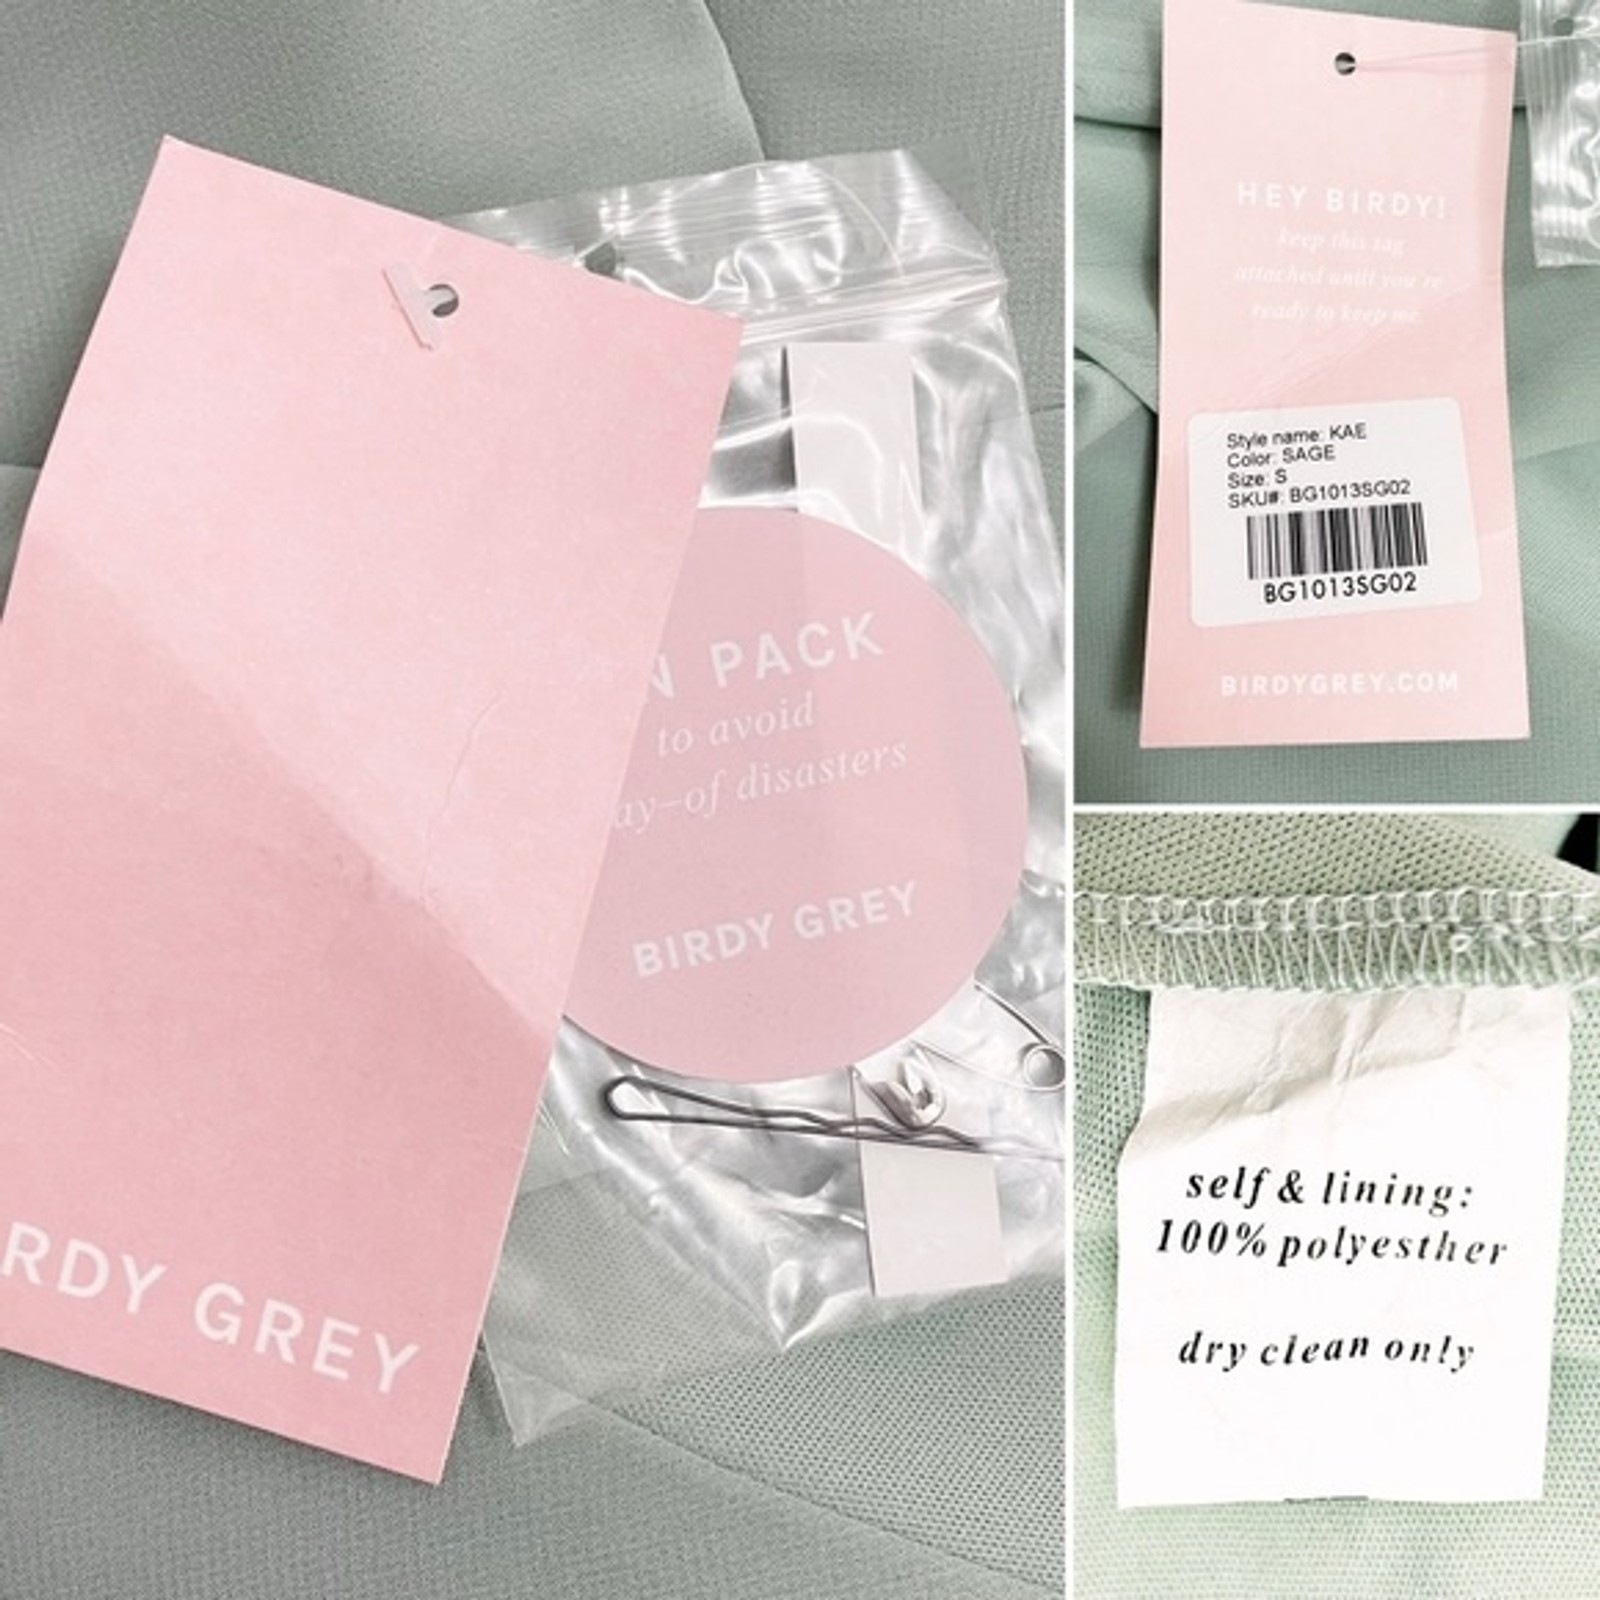 N PACK
to avoid
ay–of disasters
BIRDY GREY
RDY GREY
HEY BIRDY!
keep this tag
attached until you're
ready to keep me
Style name: KAE
Color: SAGE
Size: S
SKU#: BG1013SG02
BG1013SG02
BIRDYGREY.COM
self & lining:
100% polyesther
dry clean only